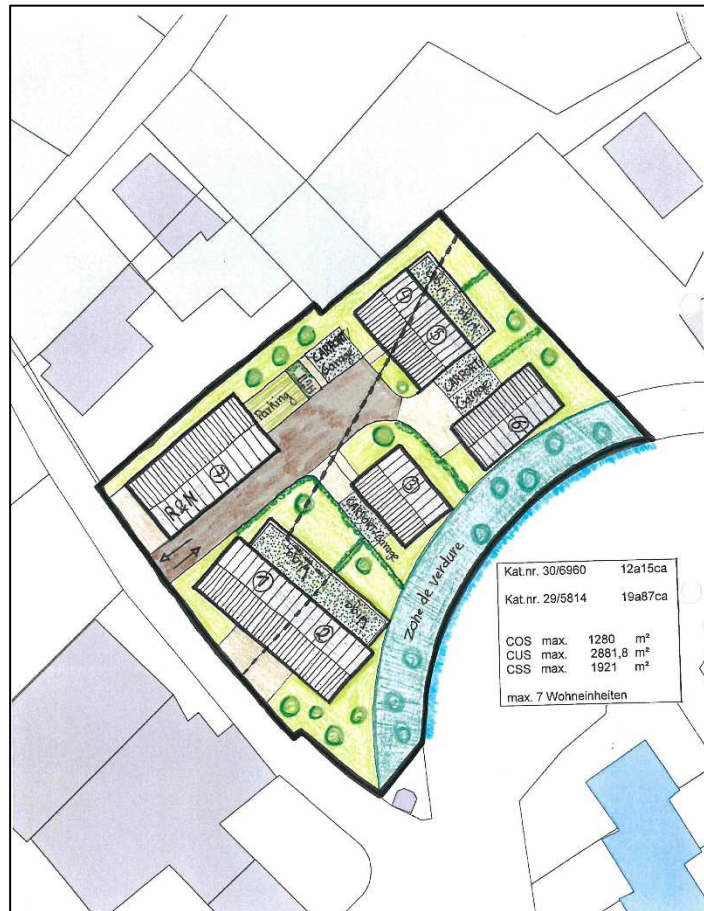 ④
⑤
CARPORT/
Garage
Parking
CARPORT
Garage
⑥
R&M
③
CARPORT/Garage
①
②
zone de verdure
Kat.nr. 30/6960 12a15ca
Kat.nr. 29/5814 19a87ca
COS max. 1280 m²
CUS max. 2881,8 m²
CSS max. 1921 m²
max. 7 Wohneinheiten